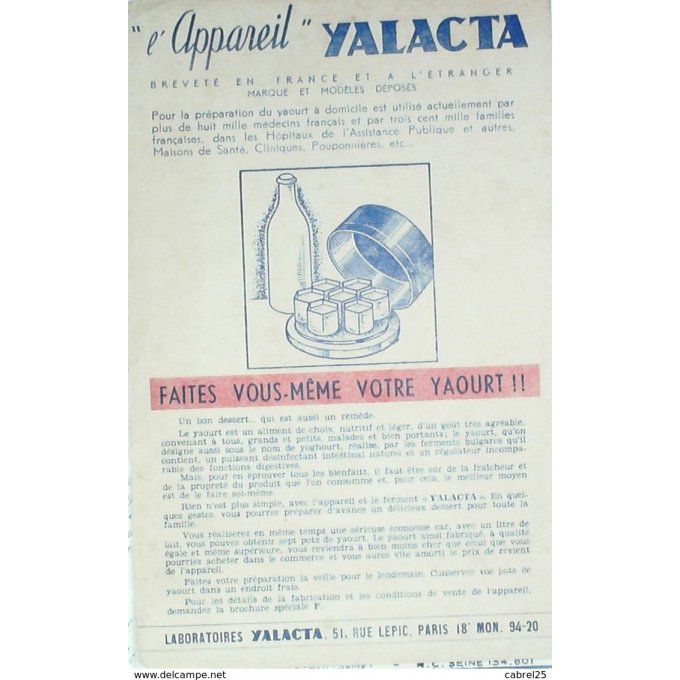 "l'Appareil" YALACTA
BREVETÉ EN FRANCE ET A L'ÉTRANGER
MARQUE ET MODÈLES DÉPOSÉS
Pour la préparation du yaourt à domicile est utilisé actuellement par
plus de huit mille médecins français et par trois cent mille familles
françaises, dans les Hôpitaux de l'Assistance Publique et autres,
Maisons de Santé, Cliniques, Pouponnières, etc...
FAITES VOUS-MÊME VOTRE YAOURT !!
Un bon dessert... qui est aussi un remède.
Le yaourt est un aliment de choix, nutritif et léger, d'un goût très agréable,
convenant à tous, grands et petits, malades et bien portants; le yaourt, qu'on
désigne aussi sous le nom de yoghourt, réalise, par les ferments bulgares qu'il
contient, un puissant désinfectant intestinal naturel et un régulateur incompa-
rable des fonctions digestives.
Mais, pour en éprouver tous les bienfaits, il faut être sûr de la fraîcheur et
de la propreté du produit que l'on consomme et, pour cela, le meilleur moyen
est de le faire soi-même.
Rien n'est plus simple, avec l'appareil et le ferment « YALACTA ». En quel-
ques gestes, vous pourrez préparer d'avance un délicieux dessert pour toute la
famille.
Vous réaliserez en même temps une sérieuse économie car, avec un litre de
lait, vous pouvez obtenir sept pots de yaourt. Le yaourt ainsi fabriqué, à qualité
égale et même supérieure, vous reviendra à bien moins cher que celui que vous
pourriez acheter dans le commerce et vous aurez vite amorti le prix de revient
de l'appareil.
Faites votre préparation la veille pour le lendemain. Conservez vos pots de
yaourt dans un endroit frais.
Pour les détails de la fabrication et les conditions de vente de l'appareil,
demandez la brochure spéciale F.
LABORATOIRES YALACTA, 51, RUE LEPIC, PARIS 18e MON. 94-20
R. C. SEINE 154.601
www.delcampe.net
cabrel25